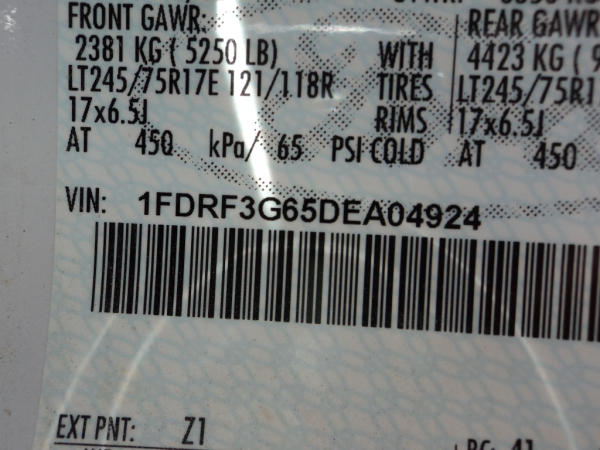 FRONT GAWR: REAR GAWR
2381 KG ( 5250 LB) WITH 4423 KG (
LT245/75R17E 121/118R TIRES LT245/75R1
17x6.5J RIMS 17x6.5J
AT 450 kPa/ 65 PSI COLD AT 450
VIN: 1FDRF3G65DEA04924
EXT PNT: Z1